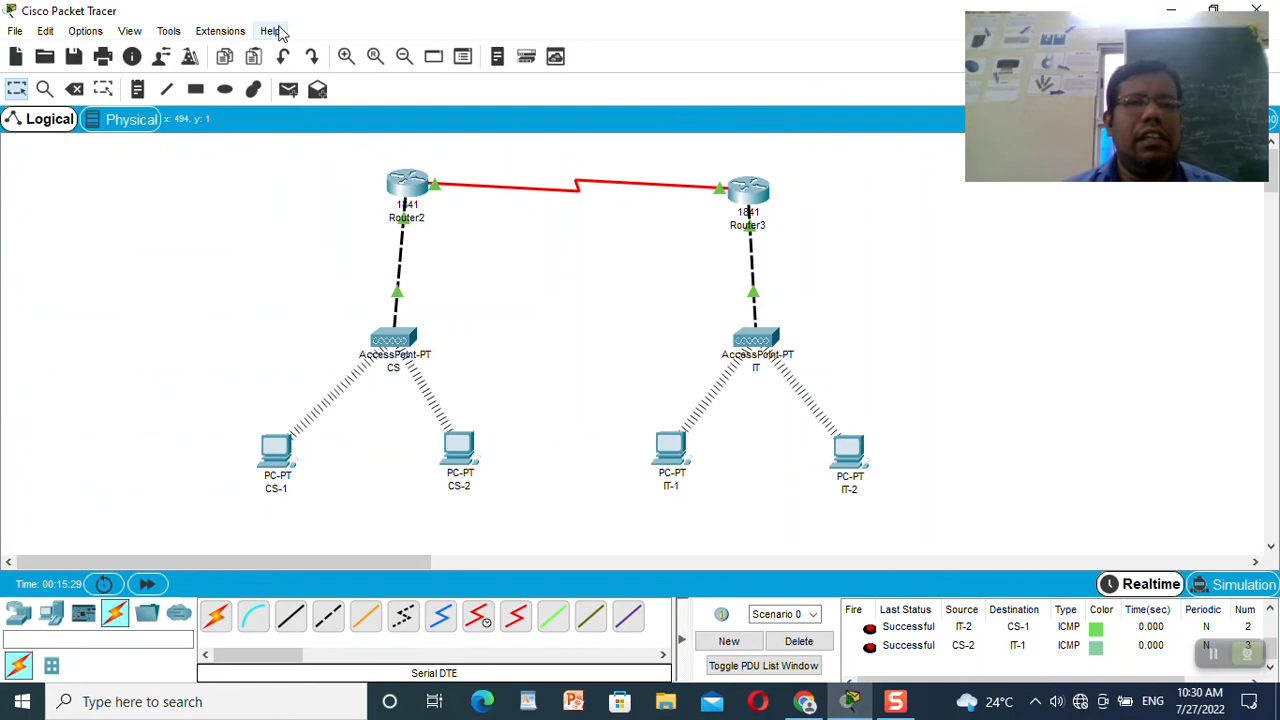 Cisco Packet Tracer
File Edit Options View Tools Extensions Help
Logical Physical x: 494, y: 1
1841
Router2
1841
Router3
AccessPoint-PT
CS
AccessPoint-PT
IT
PC-PT
CS-1
PC-PT
CS-2
PC-PT
IT-1
PC-PT
IT-2
Time: 00:15:29
Realtime Simulation
Scenario 0
New Delete
Toggle PDU List Window
Fire Last Status Source Destination Type Color Time(sec) Periodic Num
Successful IT-2 CS-1 ICMP 0.000 N 2
Successful CS-2 IT-1 ICMP 0.000 N 3
Serial DTE
Type here to search
24°C
ENG
10:30 AM
7/27/2022